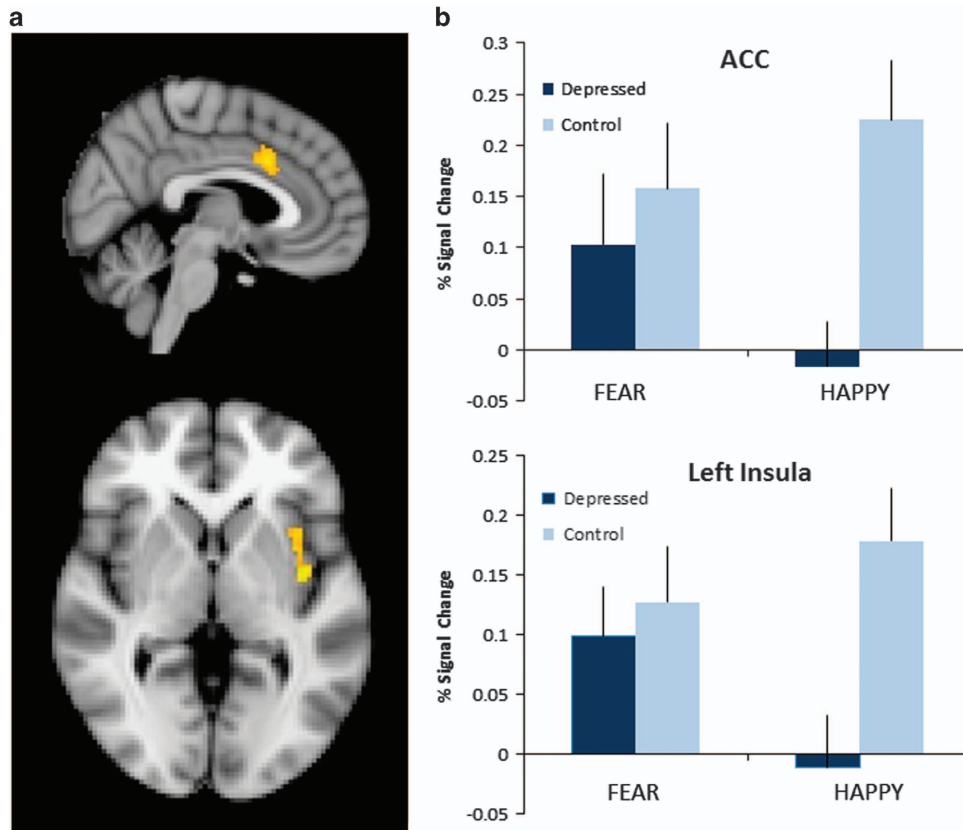 a
b
ACC
Depressed
Control
% Signal Change
0.3
0.25
0.2
0.15
0.1
0.05
0
-0.05
FEAR HAPPY
Left Insula
Depressed
Control
% Signal Change
0.25
0.2
0.15
0.1
0.05
0
-0.05
FEAR HAPPY